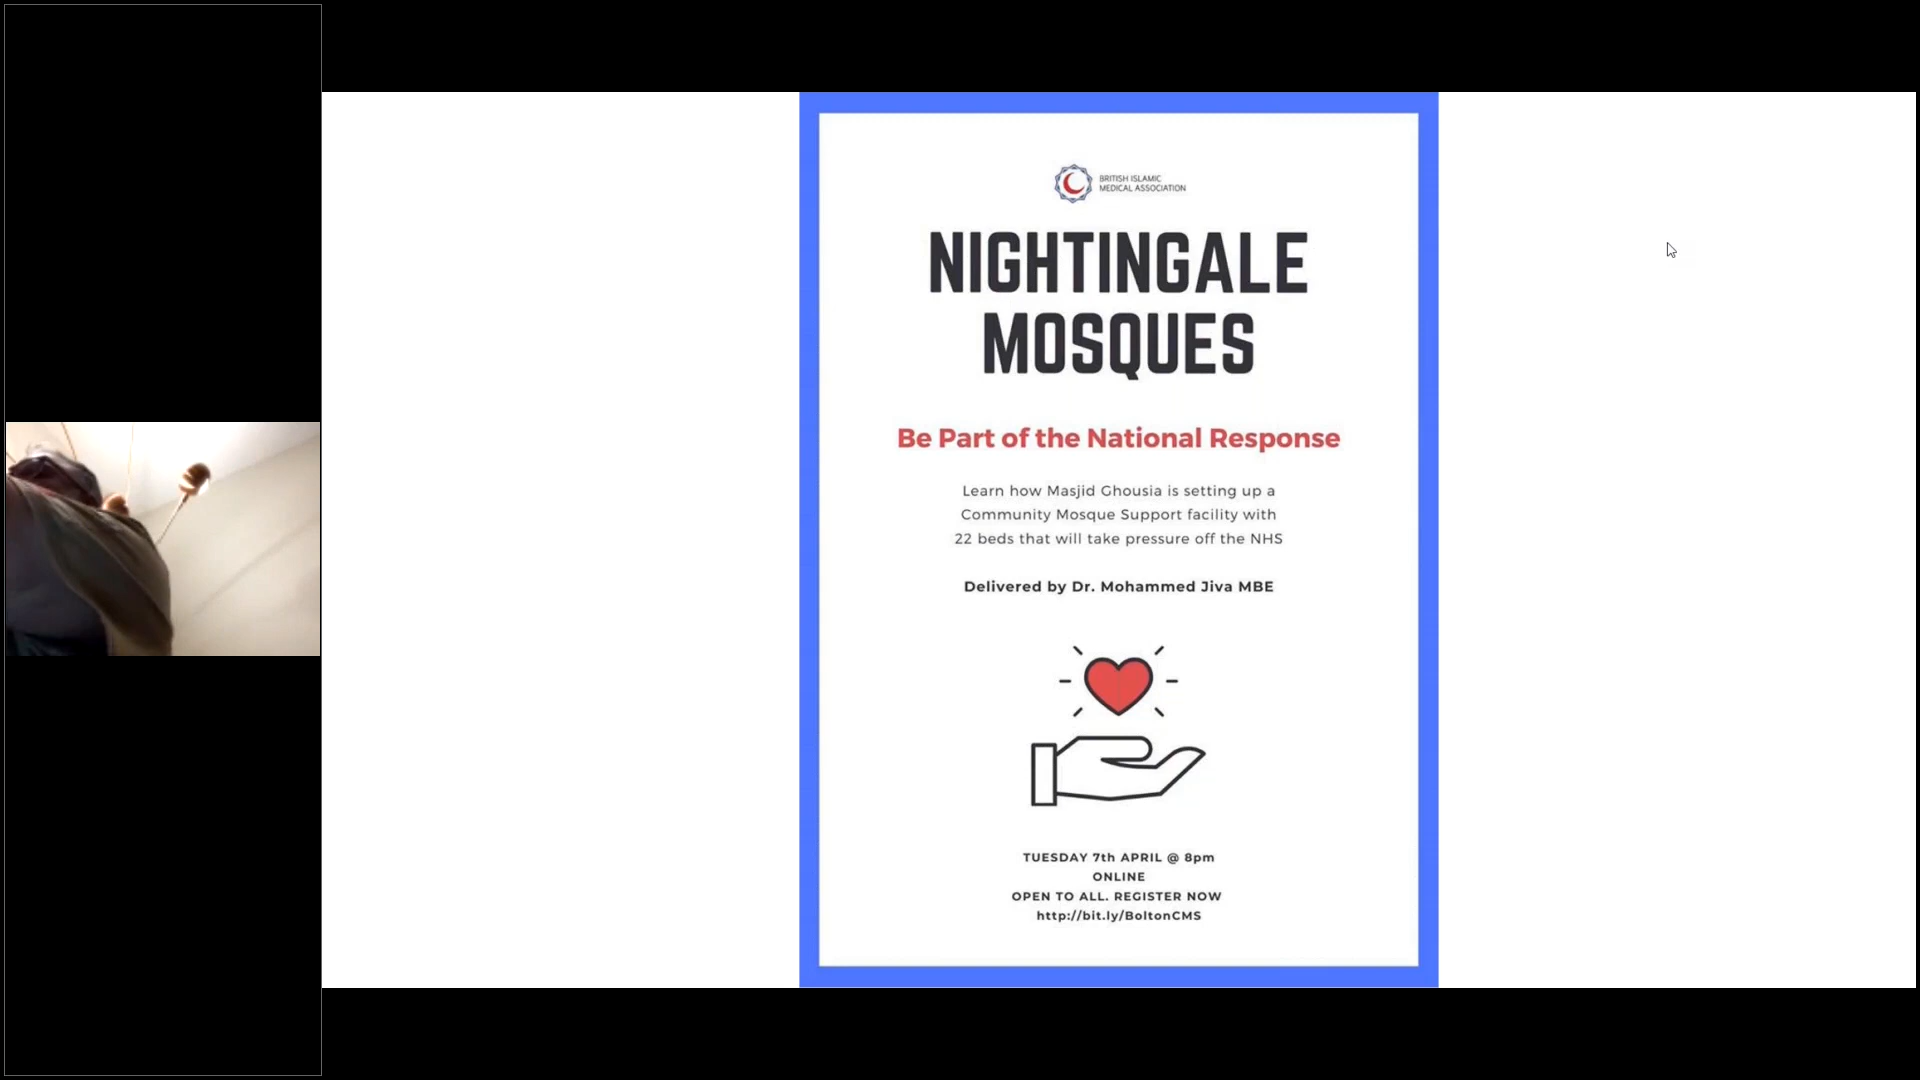 BRITISH ISLAMIC
MEDICAL ASSOCIATION
NIGHTINGALE
MOSQUES
Be Part of the National Response
Learn how Masjid Ghousia is setting up a
Community Mosque Support facility with
22 beds that will take pressure off the NHS
Delivered by Dr. Mohammed Jiva MBE
TUESDAY 7th APRIL @ 8pm
ONLINE
OPEN TO ALL. REGISTER NOW
http://bit.ly/BoltonCMS